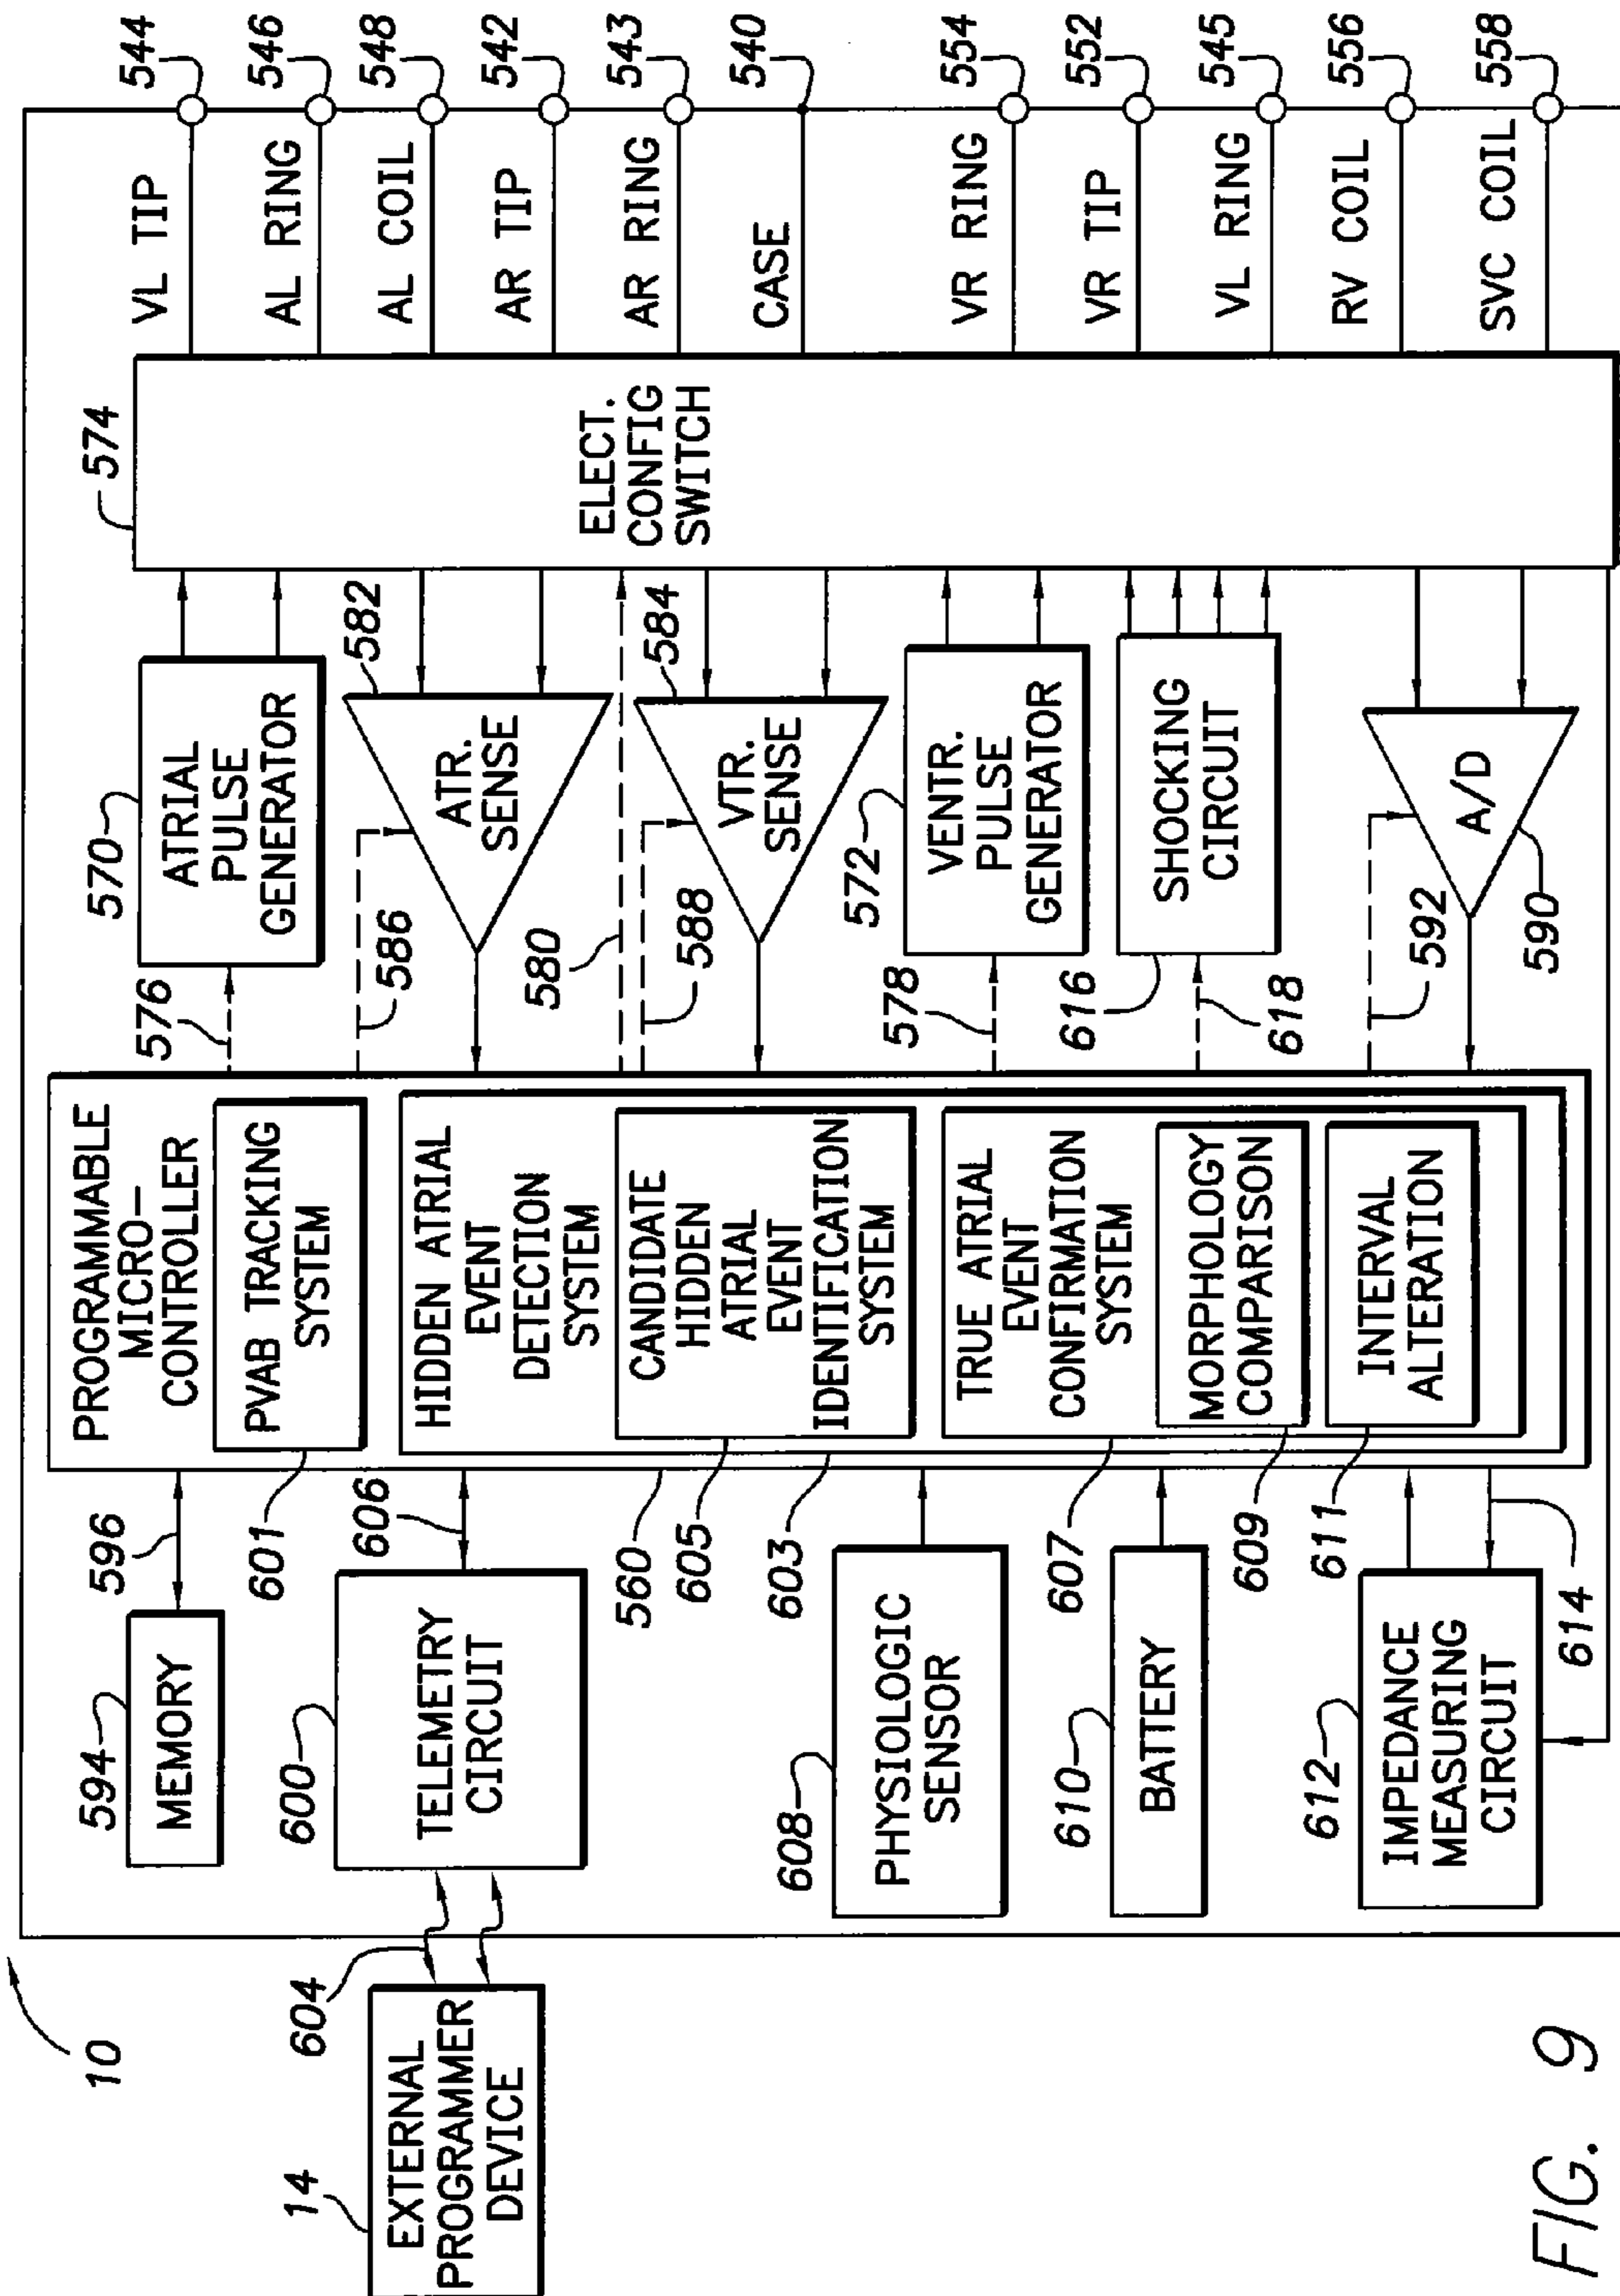 10
574
VL TIP
544
AL RING
546
AL COIL
548
AR TIP
542
AR RING
543
CASE
540
VR RING
554
VR TIP
552
VL RING
545
RV COIL
556
SVC COIL
558
ELECT.
CONFIG
SWITCH
570
ATRIAL
PULSE
GENERATOR
576
582
ATR.
SENSE
586
580
584
VTR.
SENSE
588
572
VENTR.
PULSE
GENERATOR
578
SHOCKING
CIRCUIT
616
618
A/D
592
590
PROGRAMMABLE
MICRO-
CONTROLLER
PVAB TRACKING
SYSTEM
HIDDEN ATRIAL
EVENT
DETECTION
SYSTEM
CANDIDATE
HIDDEN
ATRIAL
EVENT
IDENTIFICATION
SYSTEM
TRUE ATRIAL
EVENT
CONFIRMATION
SYSTEM
MORPHOLOGY
COMPARISON
INTERVAL
ALTERATION
596
601
606
560
605
603
607
609
611
614
594
MEMORY
600
TELEMETRY
CIRCUIT
608
PHYSIOLOGIC
SENSOR
610
BATTERY
612
IMPEDANCE
MEASURING
CIRCUIT
604
14
EXTERNAL
PROGRAMER
DEVICE
FIG. 9